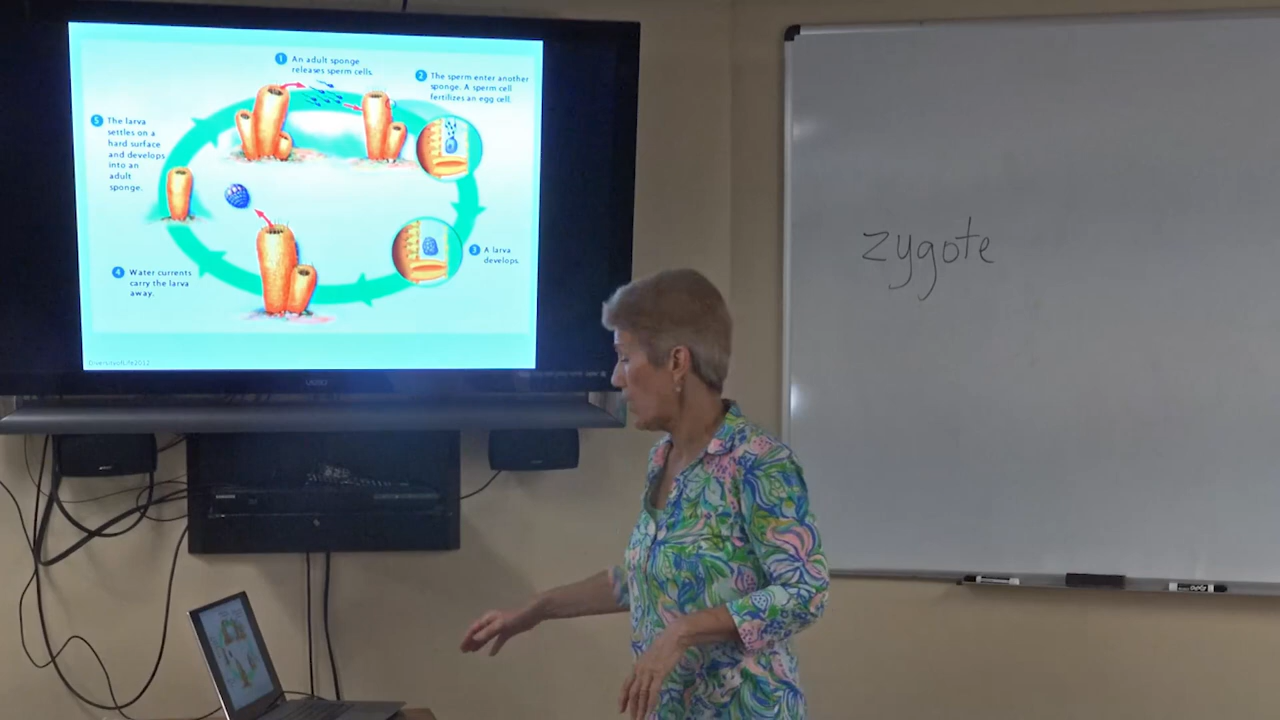 1 An adult sponge
releases sperm cells.
2 The sperm enter another
sponge. A sperm cell
fertilizes an egg cell.
5 The larva
settles on a
hard surface
and develops
into an
adult
sponge.
3 A larva
develops.
4 Water currents
carry the larva
away.
DiversityofLife2012
zygote